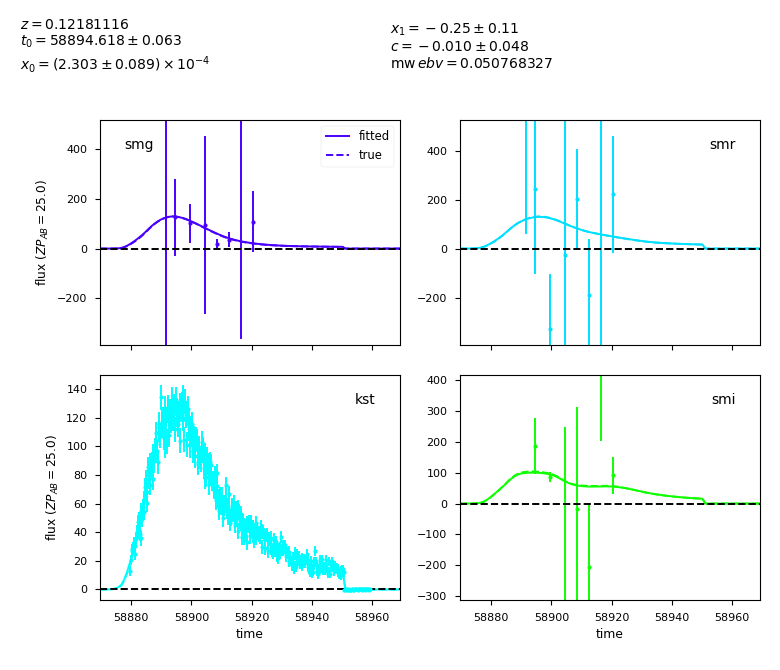 z = 0.12181116
t₀ = 58894.618 ± 0.063
x₀ = (2.303 ± 0.089) × 10⁻⁴
x₁ = −0.25 ± 0.11
c = −0.010 ± 0.048
mw ebv = 0.050768327
smg
fitted
true
400
200
0
−200
flux (ZP_AB = 25.0)
smr
400
200
0
−200
kst
140
120
100
80
60
40
20
0
flux (ZP_AB = 25.0)
58880 58900 58920 58940 58960
time
smi
400
300
200
100
0
−100
−200
−300
58880 58900 58920 58940 58960
time